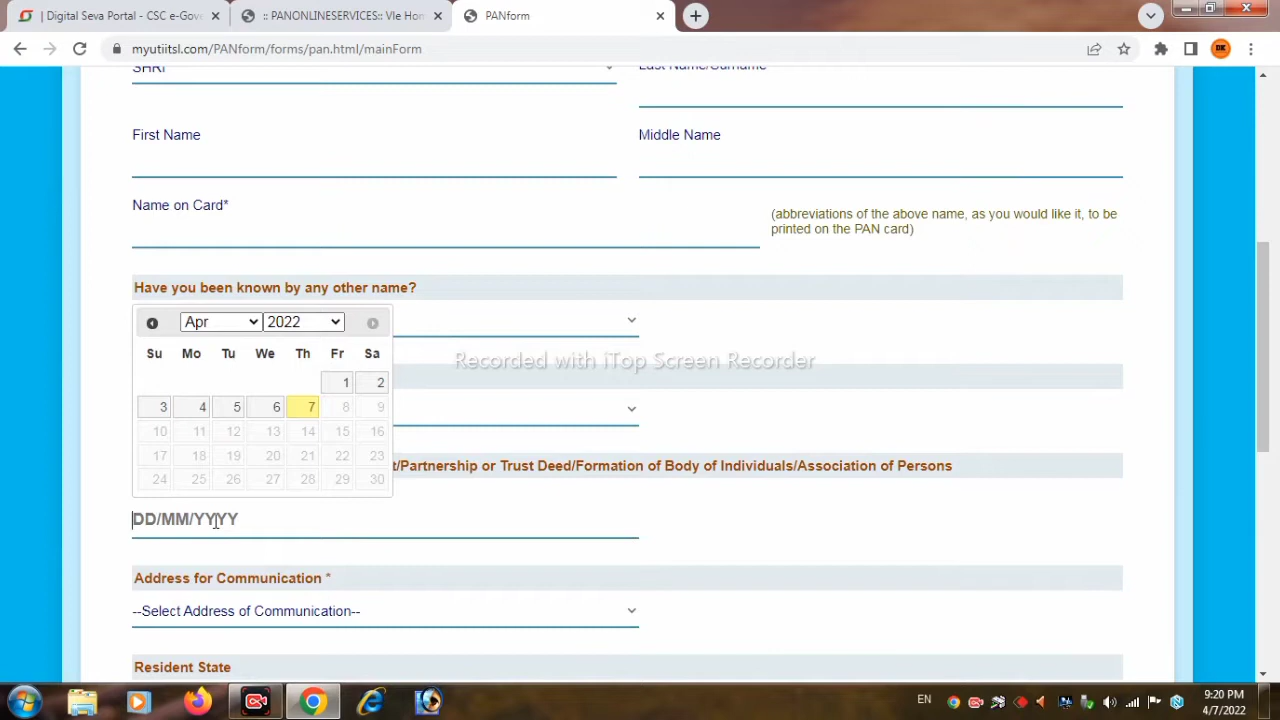 Digital Seva Portal - CSC e-Gove
:: PANONLINESERVICES:: Vle Hom
PANform
myutiitsl.com/PANform/forms/pan.html/mainForm
DK
SHRI
Last Name/Surname
First Name
Middle Name
Name on Card*
(abbreviations of the above name, as you would like it, to be
printed on the PAN card)
Have you been known by any other name?
Apr 2022
Su Mo Tu We Th Fr Sa
1 2
3 4 5 6 7 8 9
10 11 12 13 14 15 16
17 18 19 20 21 22 23
24 25 26 27 28 29 30
Recorded with iTop Screen Recorder
t/Partnership or Trust Deed/Formation of Body of Individuals/Association of Persons
DD/MM/YYYY
Address for Communication *
--Select Address of Communication--
Resident State
EN
9:20 PM
4/7/2022